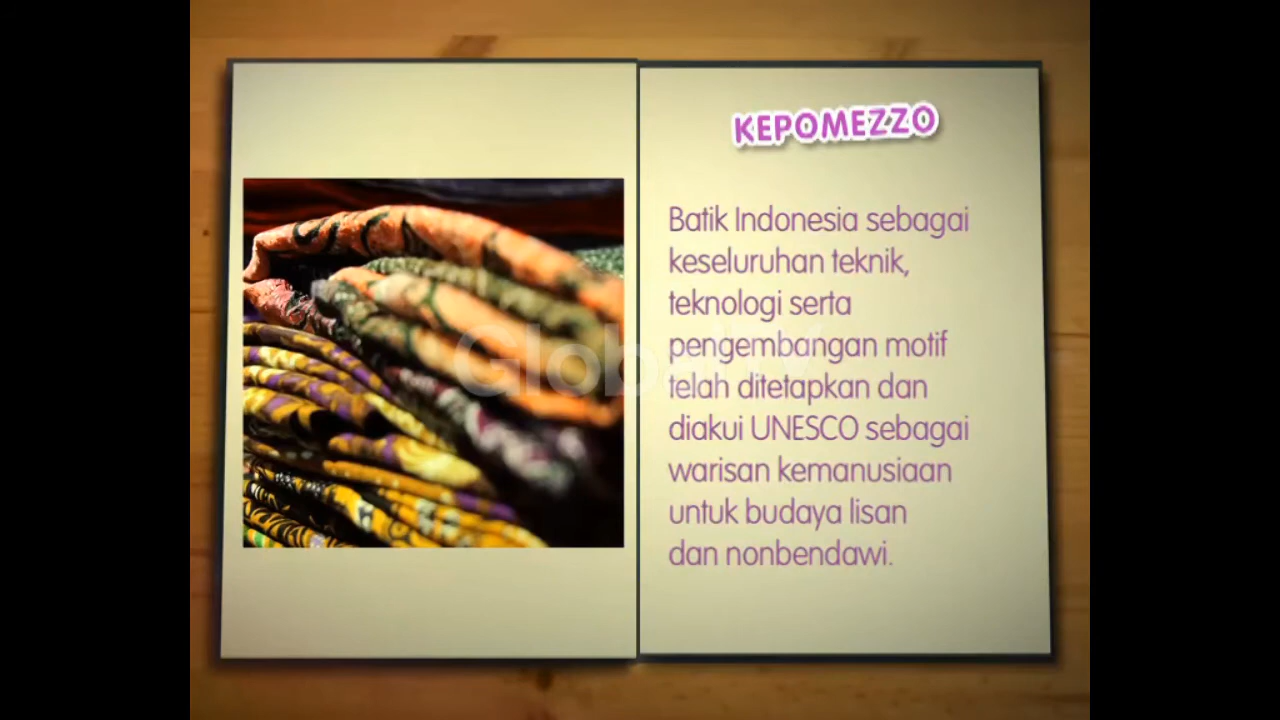 KEPOMEZZO
Batik Indonesia sebagai
keseluruhan teknik,
teknologi serta
pengembangan motif
telah ditetapkan dan
diakui UNESCO sebagai
warisan kemanusiaan
untuk budaya lisan
dan nonbendawi.
GlobalTV